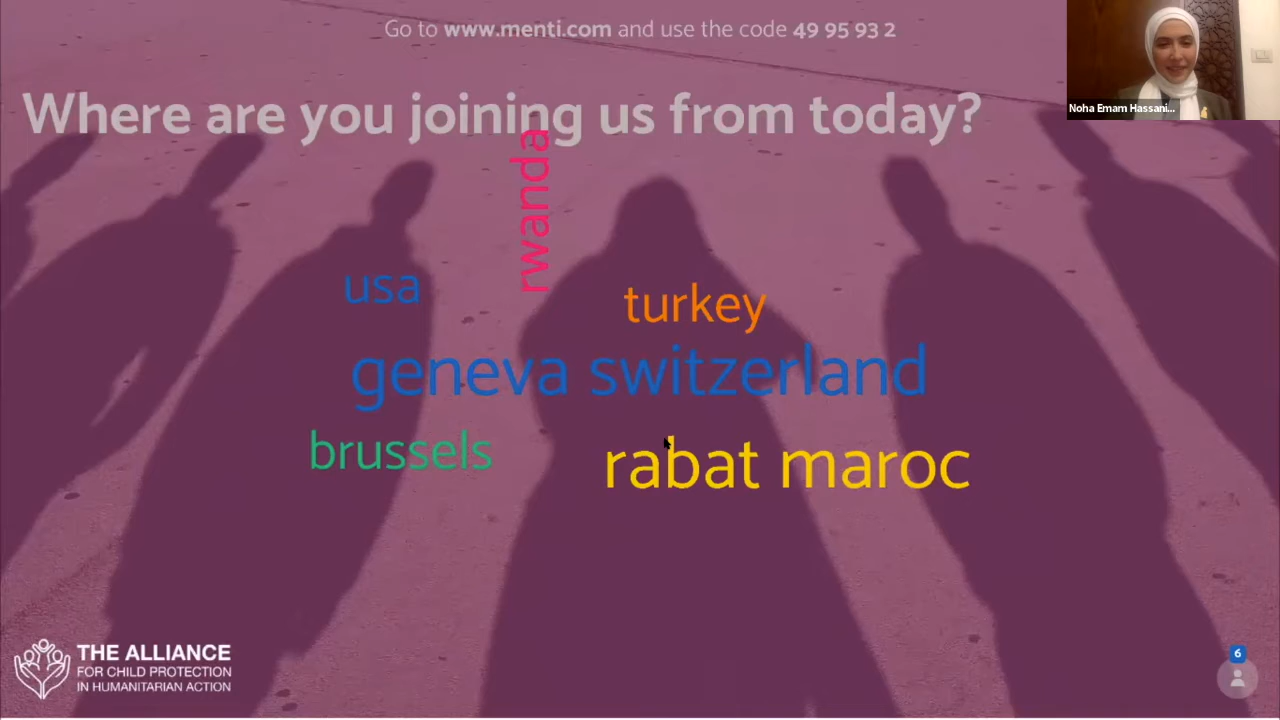 Go to www.menti.com and use the code 49 95 93 2
Noha Emam Hassani...
Where are you joining us from today?
rwanda
usa
turkey
geneva switzerland
brussels
rabat maroc
THE ALLIANCE
FOR CHILD PROTECTION
IN HUMANITARIAN ACTION
6